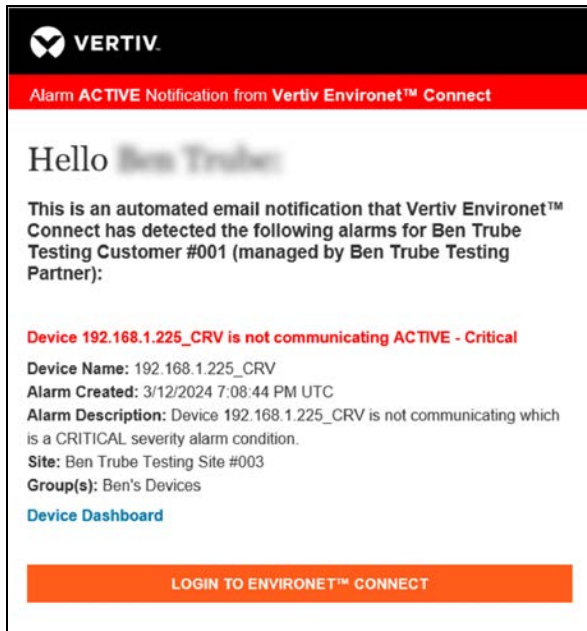 VERTIV™
Alarm ACTIVE Notification from Vertiv Environet™ Connect
Hello
This is an automated email notification that Vertiv Environet™
Connect has detected the following alarms for Ben Trube
Testing Customer #001 (managed by Ben Trube Testing
Partner):
Device 192.168.1.225_CRV is not communicating ACTIVE - Critical
Device Name: 192.168.1.225_CRV
Alarm Created: 3/12/2024 7:08:44 PM UTC
Alarm Description: Device 192.168.1.225_CRV is not communicating which
is a CRITICAL severity alarm condition.
Site: Ben Trube Testing Site #003
Group(s): Ben's Devices
Device Dashboard
LOGIN TO ENVIRONET™ CONNECT